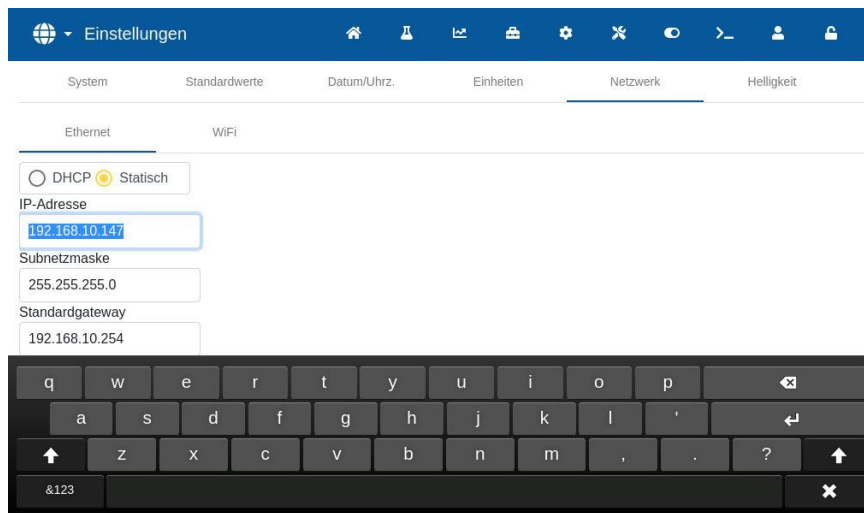 Einstellungen
System Standardwerte Datum/Uhrz. Einheiten Netzwerk Helligkeit
Ethernet WiFi
DHCP Statisch
IP-Adresse
192.168.10.147
Subnetzmaske
255.255.255.0
Standardgateway
192.168.10.254
q w e r t y u i o p
a s d f g h j k l '
z x c v b n m , . ?
&123